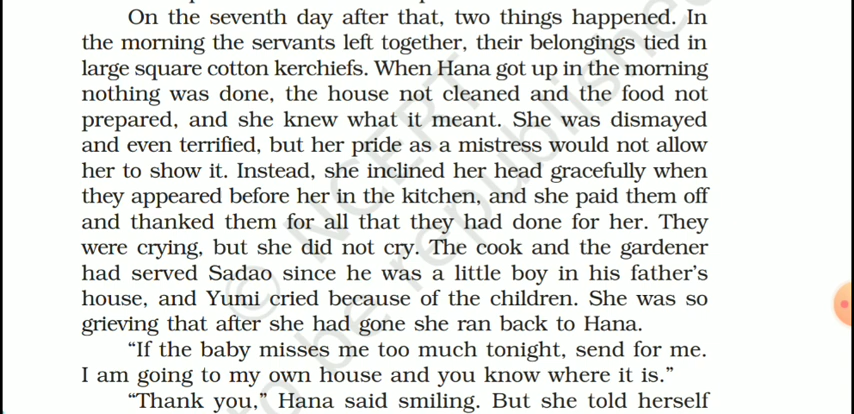 On the seventh day after that, two things happened. In
the morning the servants left together, their belongings tied in
large square cotton kerchiefs. When Hana got up in the morning
nothing was done, the house not cleaned and the food not
prepared, and she knew what it meant. She was dismayed
and even terrified, but her pride as a mistress would not allow
her to show it. Instead, she inclined her head gracefully when
they appeared before her in the kitchen, and she paid them off
and thanked them for all that they had done for her. They
were crying, but she did not cry. The cook and the gardener
had served Sadao since he was a little boy in his father's
house, and Yumi cried because of the children. She was so
grieving that after she had gone she ran back to Hana.
“If the baby misses me too much tonight, send for me.
I am going to my own house and you know where it is.”
“Thank you,” Hana said smiling. But she told herself
© NCERT
to be republished